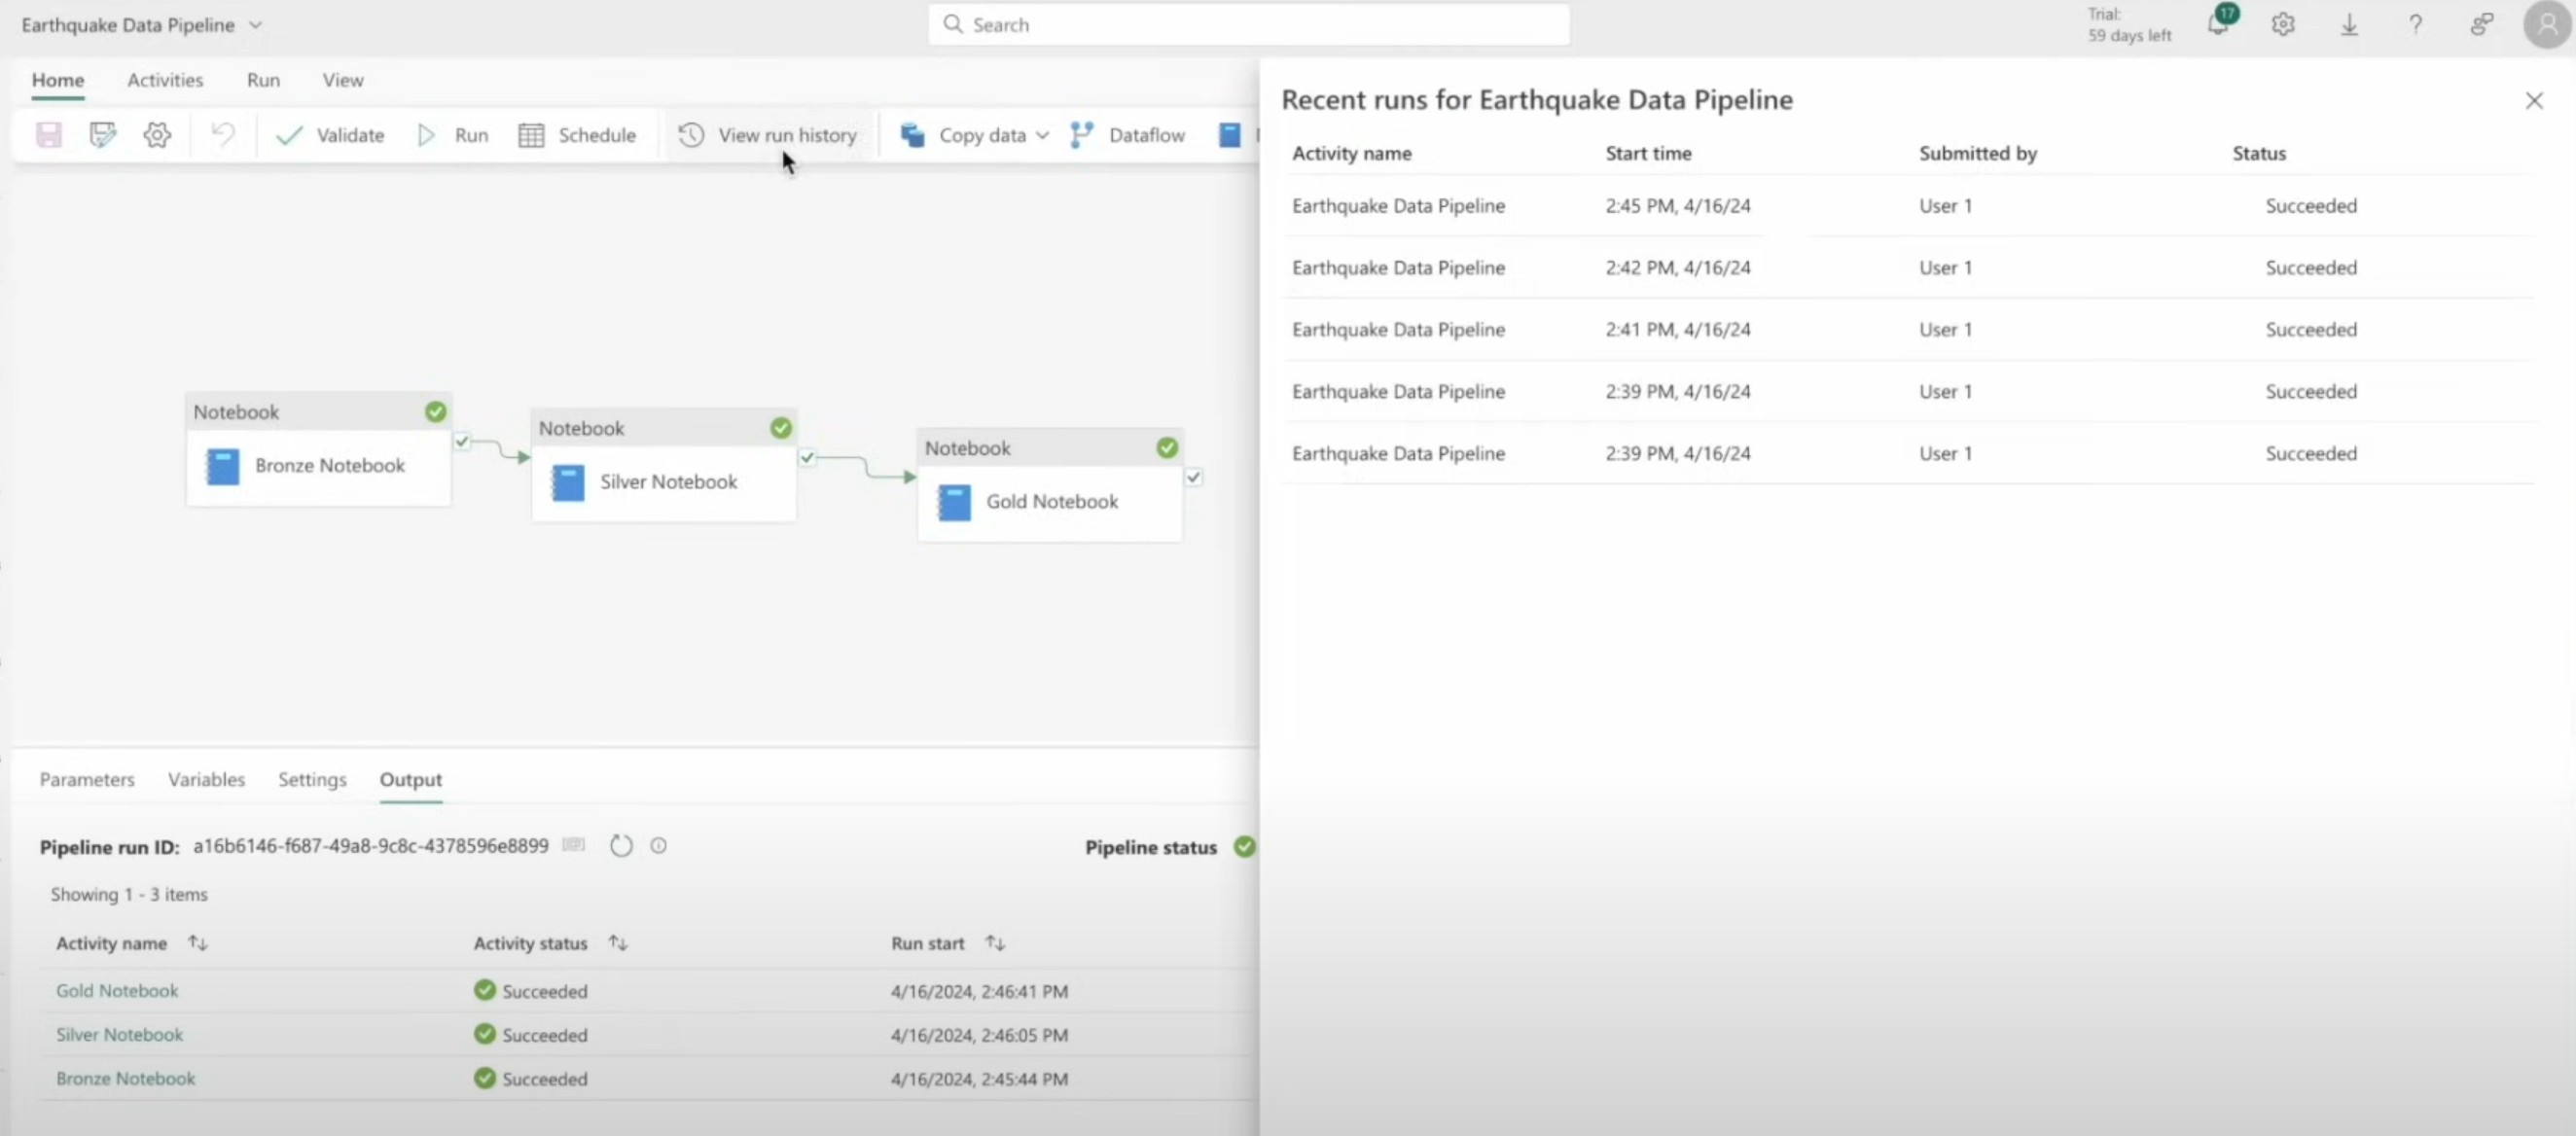 Earthquake Data Pipeline
Search
Trial:
59 days left
17
Home Activities Run View
Validate Run Schedule View run history Copy data Dataflow
Recent runs for Earthquake Data Pipeline
Activity name Start time Submitted by Status
Earthquake Data Pipeline 2:45 PM, 4/16/24 User 1 Succeeded
Earthquake Data Pipeline 2:42 PM, 4/16/24 User 1 Succeeded
Earthquake Data Pipeline 2:41 PM, 4/16/24 User 1 Succeeded
Earthquake Data Pipeline 2:39 PM, 4/16/24 User 1 Succeeded
Earthquake Data Pipeline 2:39 PM, 4/16/24 User 1 Succeeded
Notebook
Bronze Notebook
Notebook
Silver Notebook
Notebook
Gold Notebook
Parameters Variables Settings Output
Pipeline run ID: a16b6146-f687-49a8-9c8c-4378596e8899 Pipeline status
Showing 1 - 3 items
Activity name Activity status Run start
Gold Notebook Succeeded 4/16/2024, 2:46:41 PM
Silver Notebook Succeeded 4/16/2024, 2:46:05 PM
Bronze Notebook Succeeded 4/16/2024, 2:45:44 PM